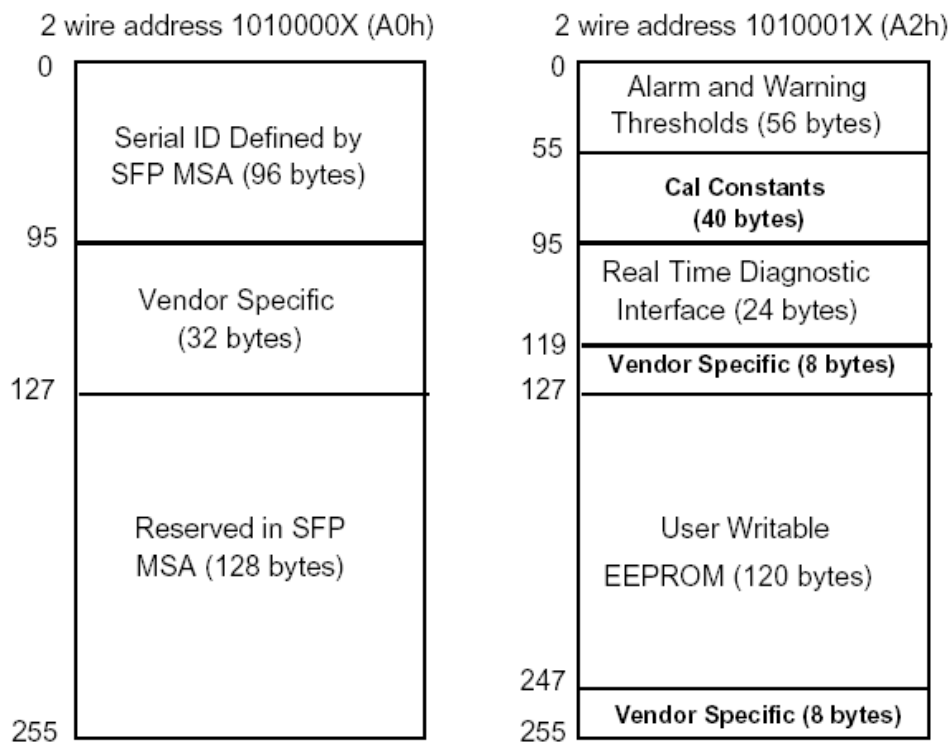 2 wire address 1010000X (A0h)
0
Serial ID Defined by
SFP MSA (96 bytes)
95
Vendor Specific
(32 bytes)
127
Reserved in SFP
MSA (128 bytes)
255
2 wire address 1010001X (A2h)
0
Alarm and Warning
Thresholds (56 bytes)
55
Cal Constants
(40 bytes)
95
Real Time Diagnostic
Interface (24 bytes)
119
Vendor Specific (8 bytes)
127
User Writable
EEPROM (120 bytes)
247
Vendor Specific (8 bytes)
255